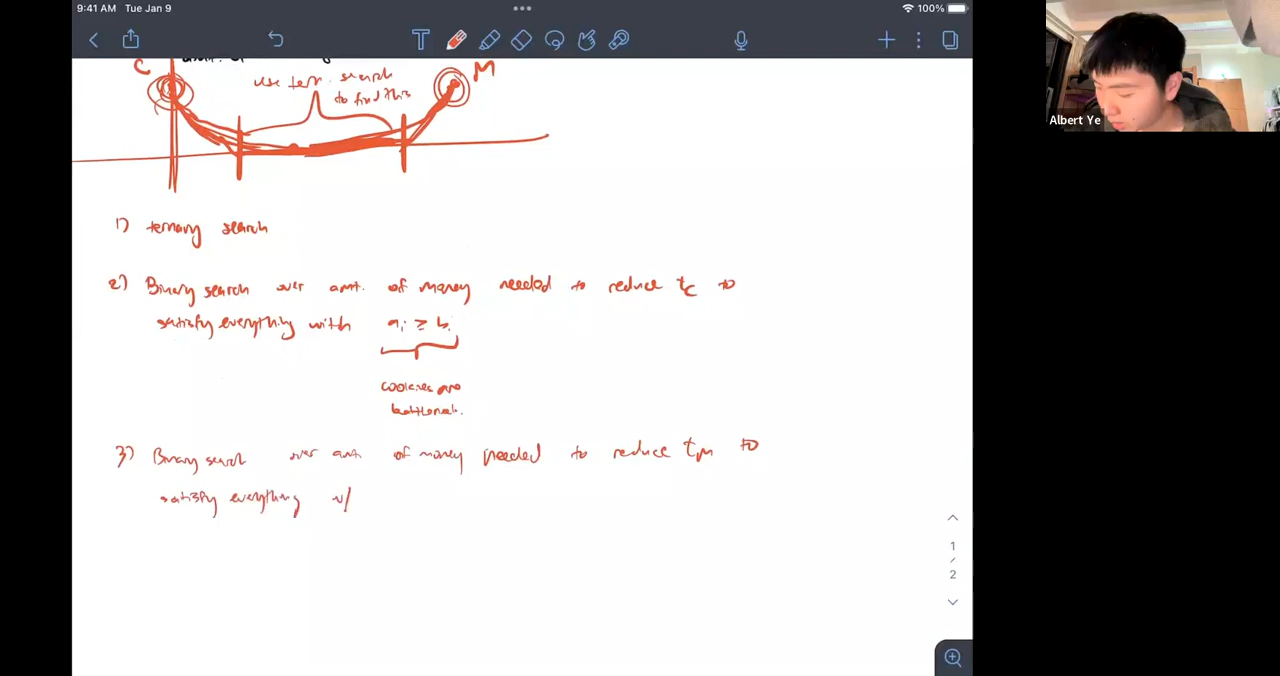 9:41 AM Tue Jan 9
100%
C
M
use tern. search
to find this
1) ternary search
2) Binary search over amt. of money needed to reduce tc to
satisfy everything with ai ≥ bi
cookies are
3) Binary search over amt. of money needed to reduce tM to
satisfy everything w/
1
/
2
Albert Ye